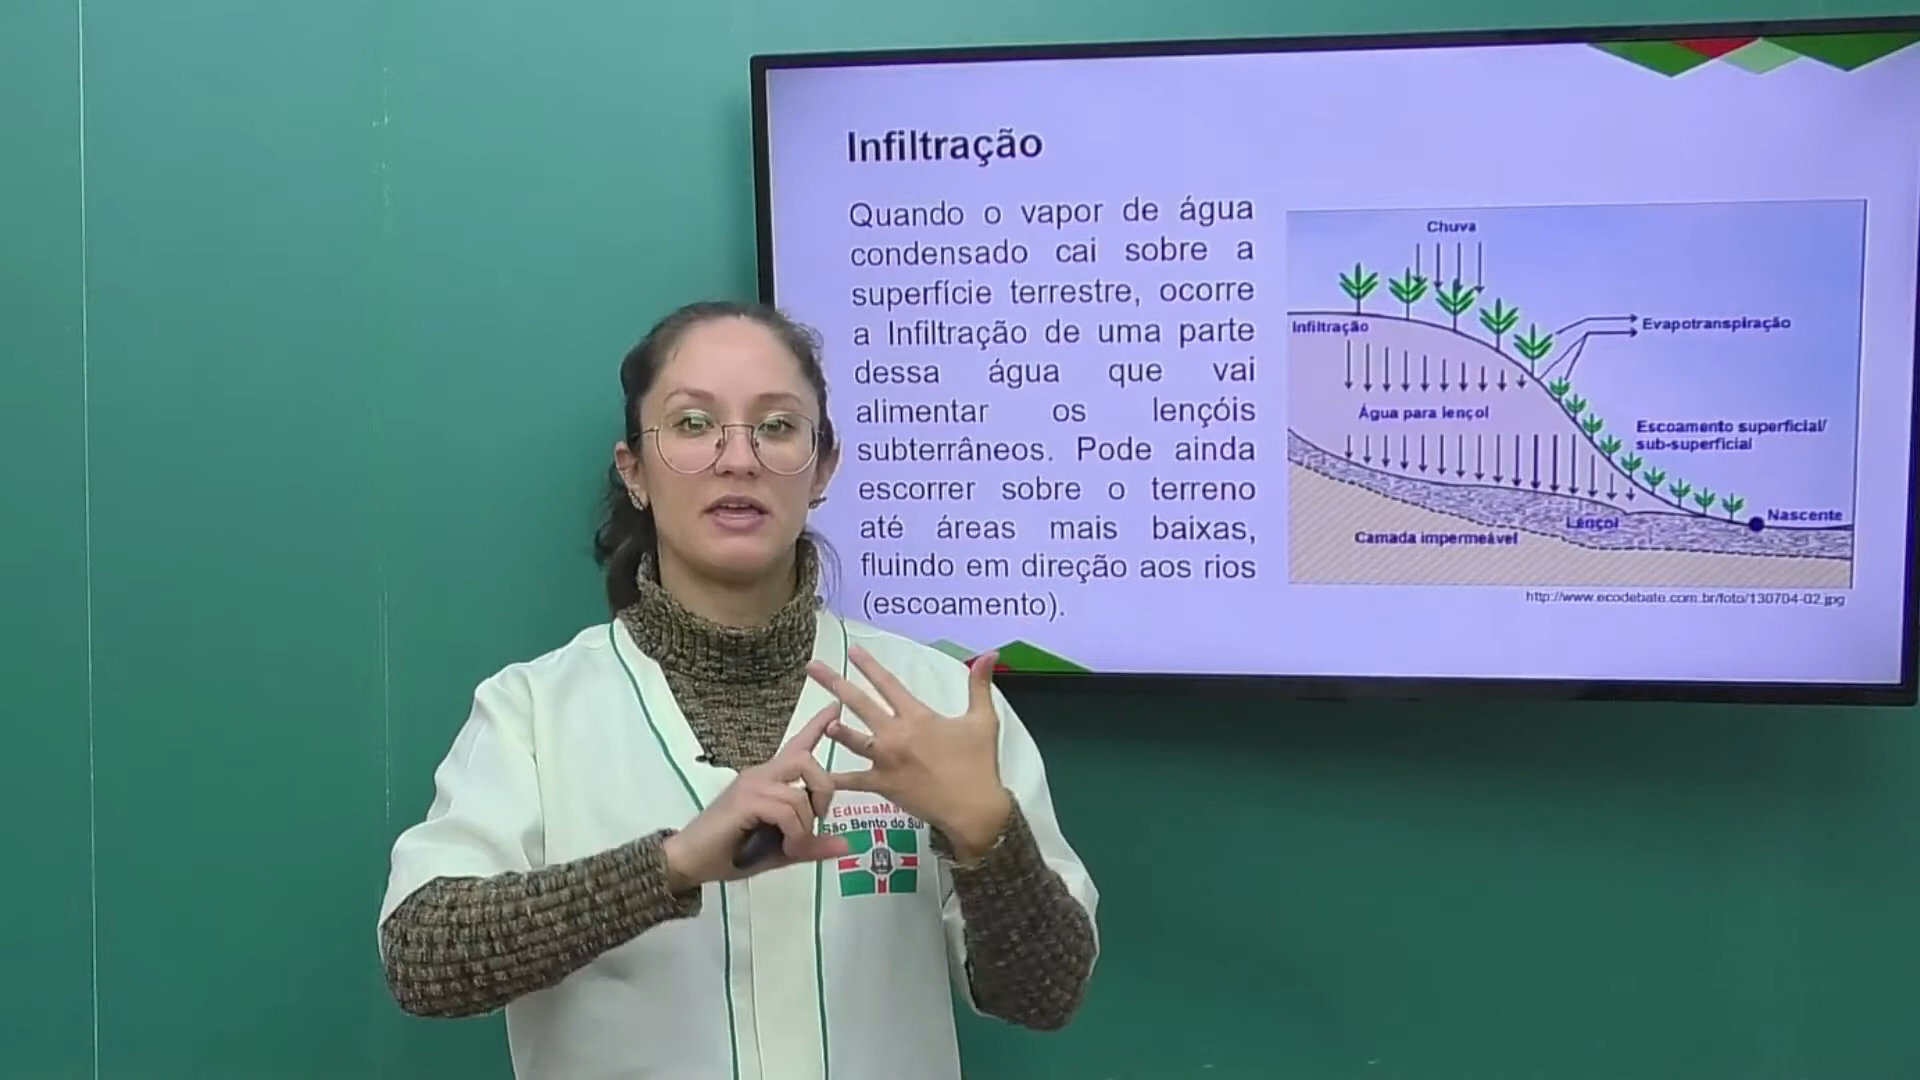 Infiltração
Quando o vapor de água
condensado cai sobre a
superfície terrestre, ocorre
a Infiltração de uma parte
dessa água que vai
alimentar os lençóis
subterrâneos. Pode ainda
escorrer sobre o terreno
até áreas mais baixas,
fluindo em direção aos rios
(escoamento).
Chuva
Infiltração
Evapotranspiração
Água para lençol
Escoamento superficial/
sub-superficial
Nascente
Lençol
Camada impermeável
http://www.ecodebate.com.br/foto/130704-02.jpg
São Bento do Sul